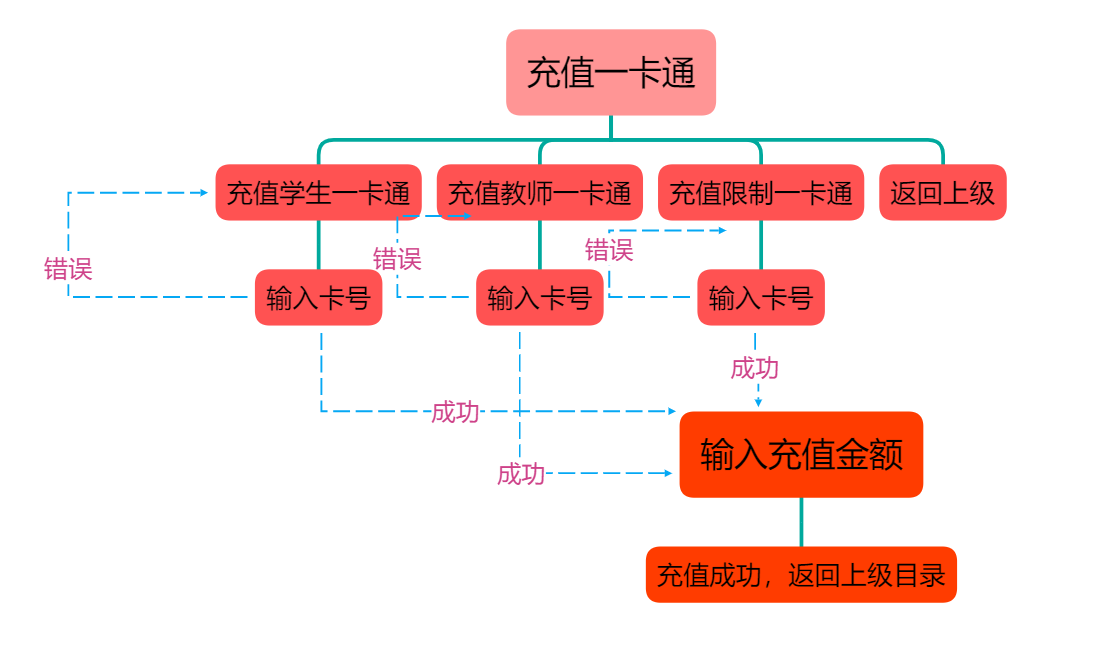 充值一卡通
充值学生一卡通
充值教师一卡通
充值限制一卡通
返回上级
错误
错误
错误
输入卡号
输入卡号
输入卡号
成功
成功
成功
输入充值金额
充值成功，返回上级目录